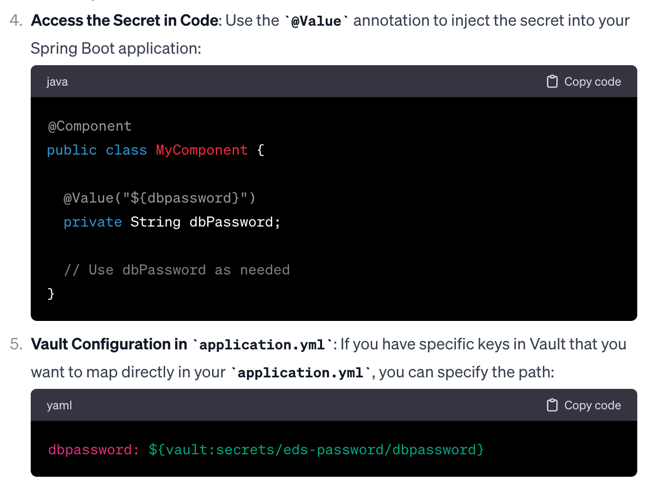 4. Access the Secret in Code: Use the `@Value` annotation to inject the secret into your
Spring Boot application:
java
Copy code
@Component
public class MyComponent {
@Value("${dbpassword}")
private String dbPassword;
// Use dbPassword as needed
}
5. Vault Configuration in `application.yml`: If you have specific keys in Vault that you
want to map directly in your `application.yml`, you can specify the path:
yaml
Copy code
dbpassword: ${vault:secrets/eds-password/dbpassword}